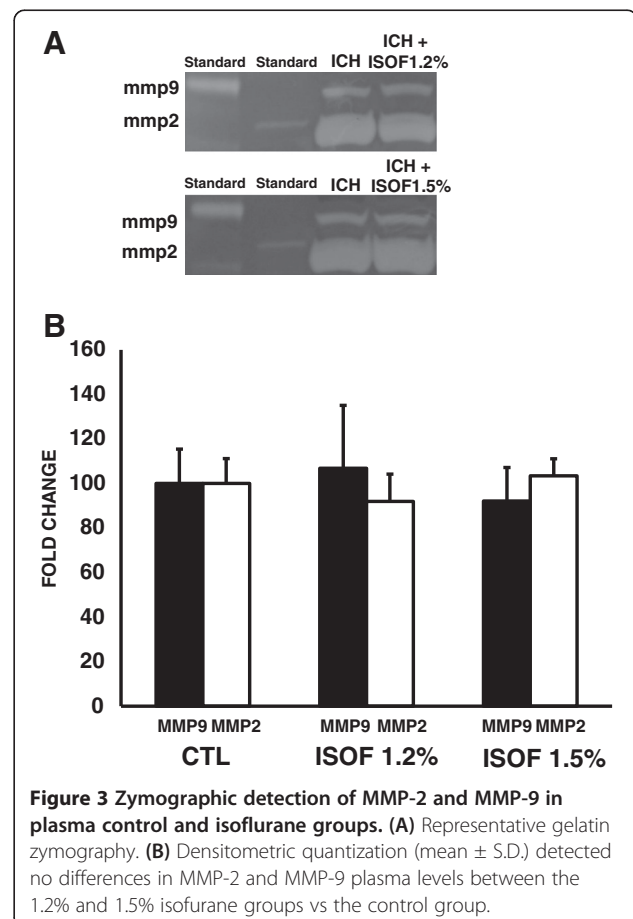 A
Standard Standard ICH ICH +
ISOF1.2%
mmp9
mmp2
Standard Standard ICH ICH +
ISOF1.5%
mmp9
mmp2
B
160
140
120
100
80
60
40
20
0
FOLD CHANGE
MMP9 MMP2 MMP9 MMP2 MMP9 MMP2
CTL ISOF 1.2% ISOF 1.5%
Figure 3 Zymographic detection of MMP-2 and MMP-9 in
plasma control and isoflurane groups. (A) Representative gelatin
zymography. (B) Densitometric quantization (mean ± S.D.) detected
no differences in MMP-2 and MMP-9 plasma levels between the
1.2% and 1.5% isofurane groups vs the control group.